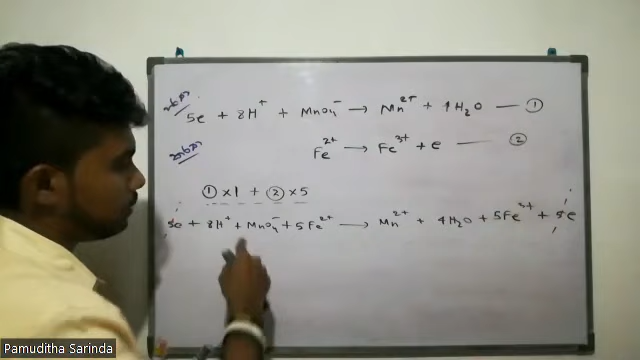 5e + 8H⁺ + MnO₄⁻ → Mn²⁺ + 4H₂O — ①
Fe²⁺ → Fe³⁺ + e — ②
① × 1 + ② × 5
5e + 8H⁺ + MnO₄⁻ + 5Fe²⁺ → Mn²⁺ + 4H₂O + 5Fe³⁺ + 5e
Pamuditha Sarinda